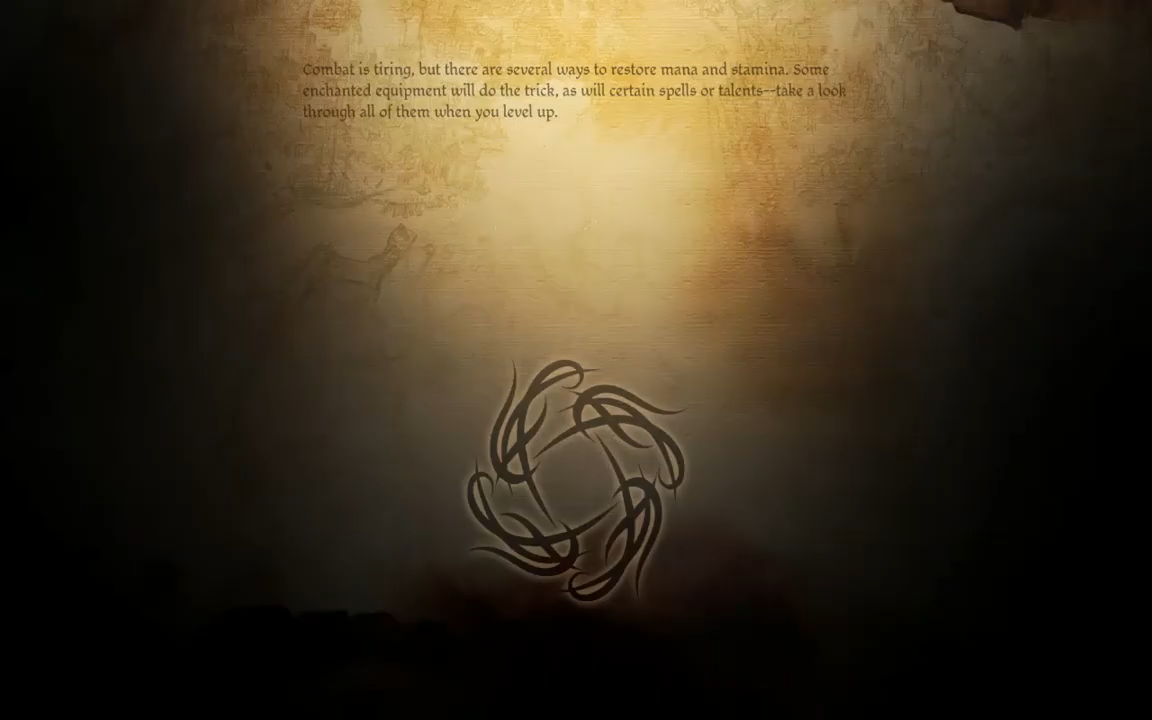 Combat is tiring, but there are several ways to restore mana and stamina. Some
enchanted equipment will do the trick, as will certain spells or talents--take a look
through all of them when you level up.